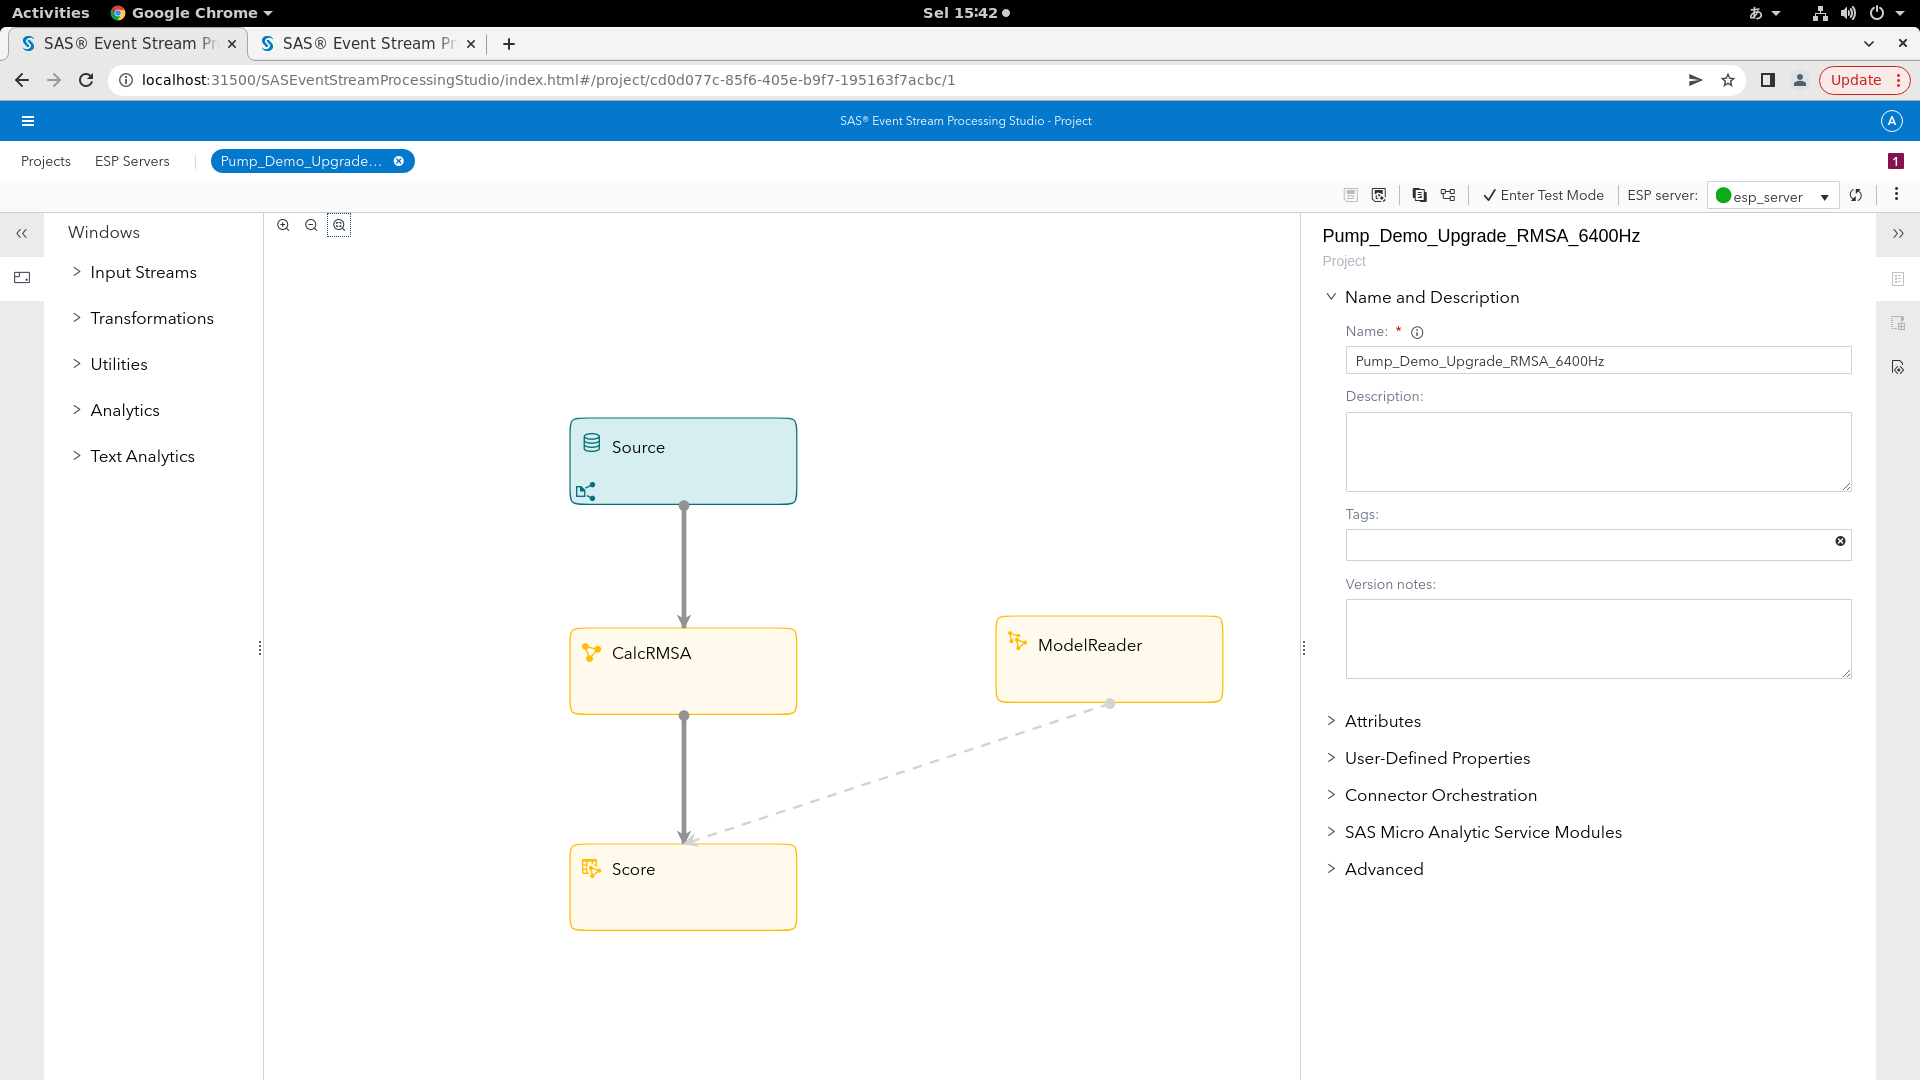 Activities
Google Chrome
Sel 15:42
あ
SAS® Event Stream Pr
SAS® Event Stream Pr
localhost:31500/SASEventStreamProcessingStudio/index.html#/project/cd0d077c-85f6-405e-b9f7-195163f7acbc/1
Update
SAS® Event Stream Processing Studio - Project
A
Projects
ESP Servers
Pump_Demo_Upgrade...
1
Enter Test Mode
ESP server:
esp_server
Windows
Input Streams
Transformations
Utilities
Analytics
Text Analytics
Source
CalcRMSA
ModelReader
Score
Pump_Demo_Upgrade_RMSA_6400Hz
Project
Name and Description
Name: *
Pump_Demo_Upgrade_RMSA_6400Hz
Description:
Tags:
Version notes:
Attributes
User-Defined Properties
Connector Orchestration
SAS Micro Analytic Service Modules
Advanced